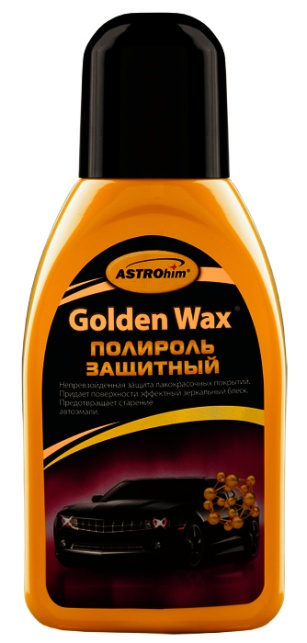 ASTROhim®
Golden Wax®
ПОЛИРОЛЬ
ЗАЩИТНЫЙ
Непревзойденная защита лакокрасочных покрытий.
Придает поверхности эффектный зеркальный блеск.
Предотвращает старение
автоэмали.